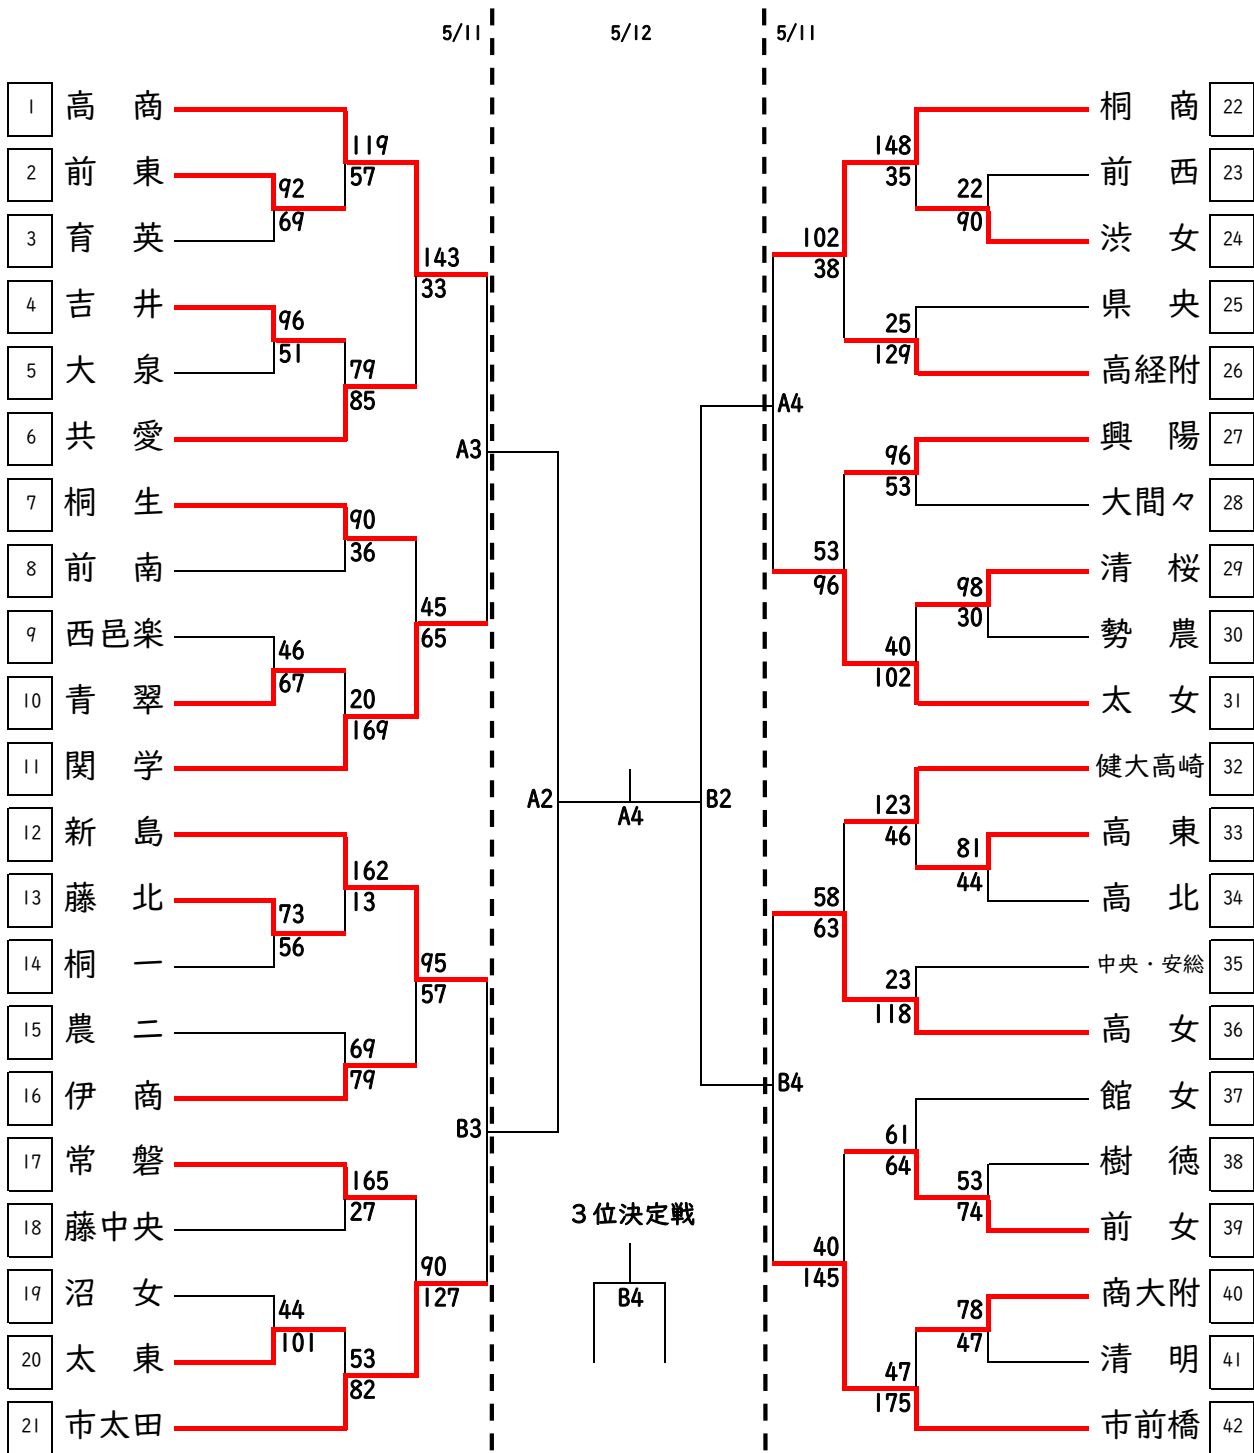 5/11 5/12 5/11
1 高商
2 前東
3 育英
4 吉井
5 大泉
6 共愛
7 桐生
8 前南
9 西邑楽
10 青翠
11 関学
12 新島
13 藤北
14 桐一
15 農二
16 伊商
17 常磐
18 藤中央
19 沼女
20 太東
21 市太田
119
57
92
69
143
33
96
51
79
85
A3
90
36
45
65
46
67
20
169
A2
162
13
73
56
95
57
69
79
B3
165
27
90
127
44
101
53
82
A4
3位決定戦
B4
桐商 22
前西 23
渋女 24
県央 25
高経附 26
興陽 27
大間々 28
清桜 29
勢農 30
太女 31
健大高崎 32
高東 33
高北 34
中央・安総 35
高女 36
館女 37
樹徳 38
前女 39
商大附 40
清明 41
市前橋 42
148
35
22
90
102
38
25
129
A4
96
53
53
96
98
30
40
102
B2
123
46
81
44
58
63
23
118
B4
61
64
53
74
40
145
78
47
47
175